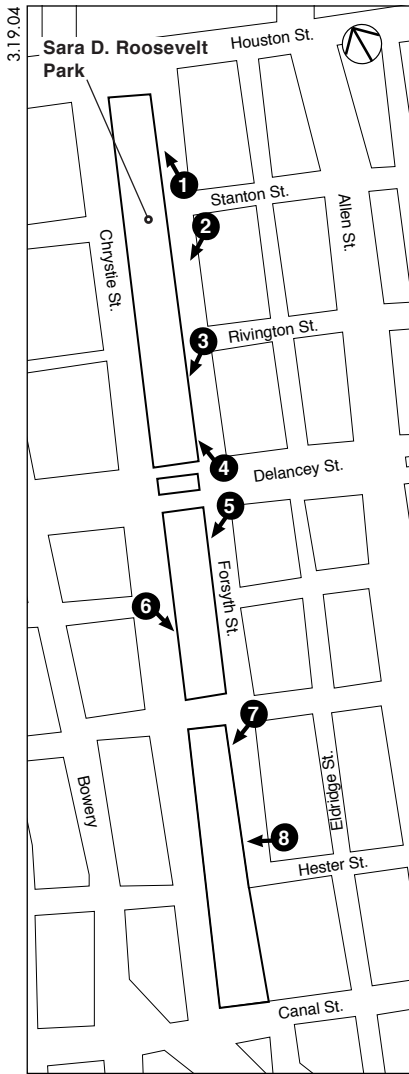 3.19.04
Houston St.
Sara D. Roosevelt
Park
1
Stanton St.
Allen St.
2
Chrystie St.
Rivington St.
3
4
Delancey St.
5
Forsyth St.
6
7
Bowery
Eldridge St.
8
Hester St.
Canal St.